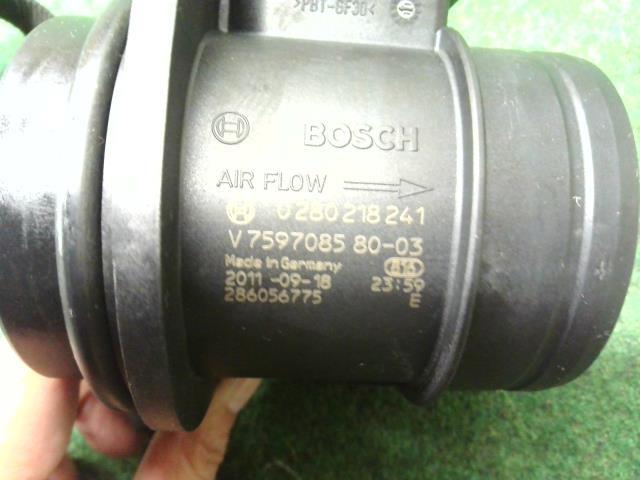 >PBT-GF30<
BOSCH
AIR FLOW
0 280 218 241
V 7597085 80-03
Made in Germany
2011-09-18 23:59
286056775 E